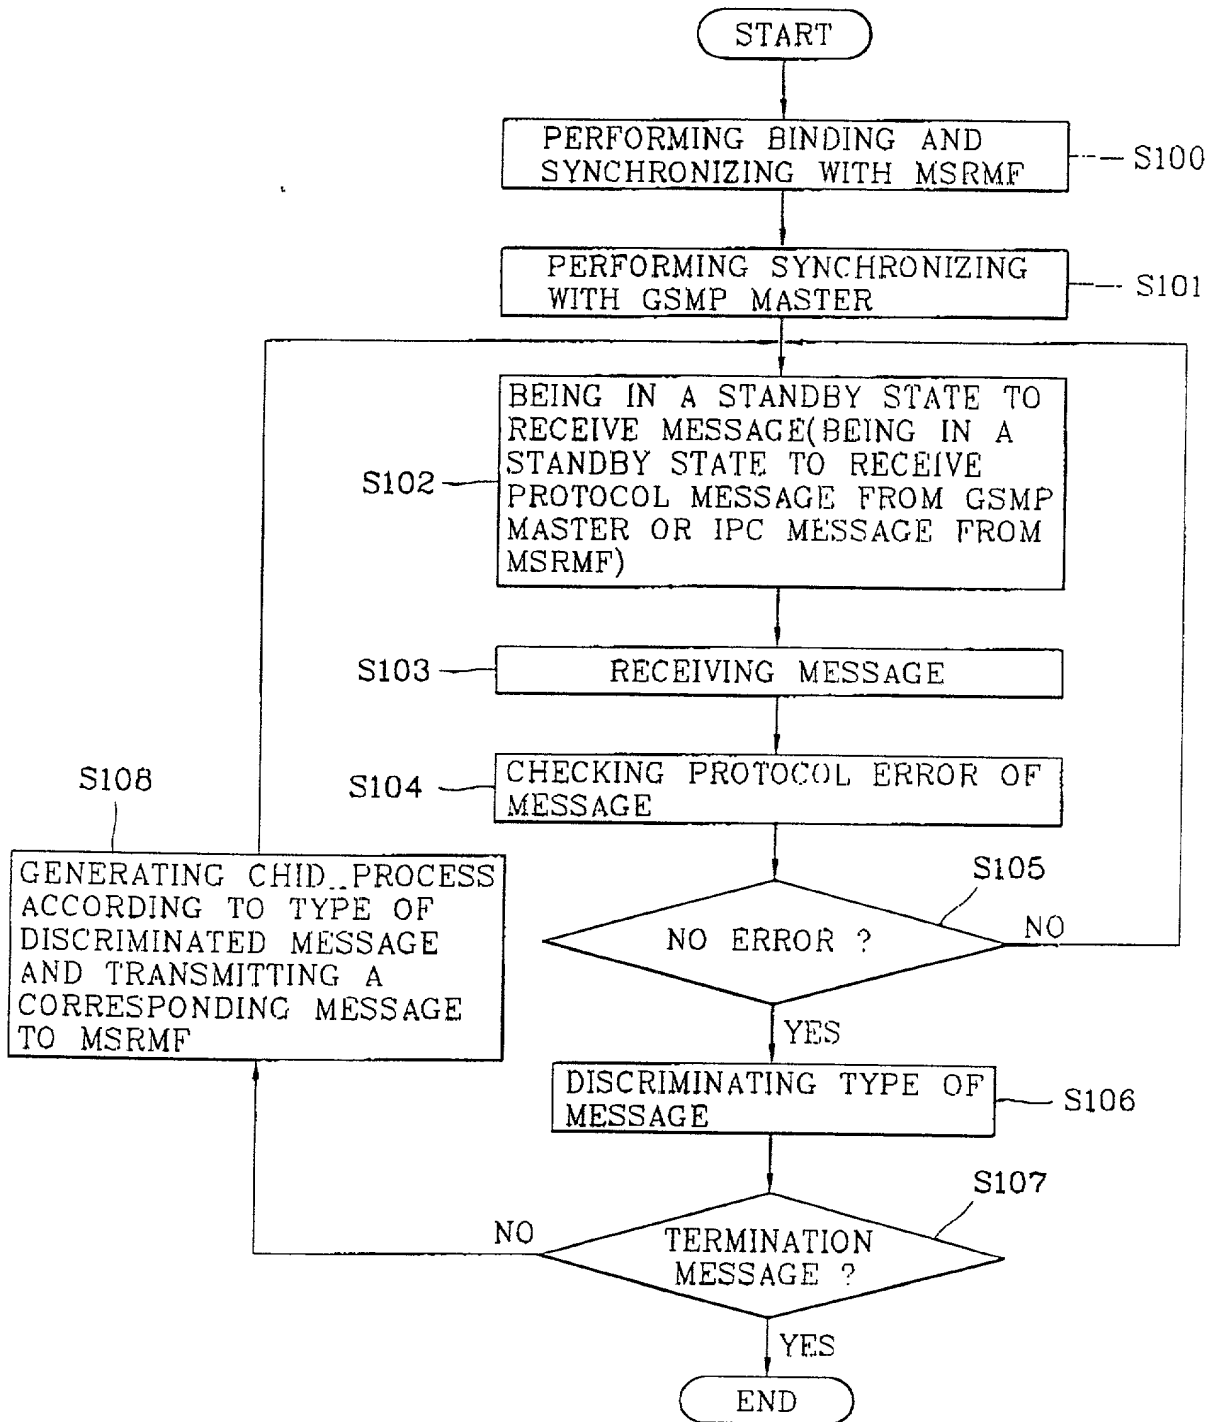 START
PERFORMING BINDING AND
SYNCHRONIZING WITH MSRMF
S100
PERFORMING SYNCHRONIZING
WITH GSMP MASTER
S101
BEING IN A STANDBY STATE TO
RECEIVE MESSAGE(BEING IN A
STANDBY STATE TO RECEIVE
PROTOCOL MESSAGE FROM GSMP
MASTER OR IPC MESSAGE FROM
MSRMF)
S102
RECEIVING MESSAGE
S103
CHECKING PROTOCOL ERROR OF
MESSAGE
S104
NO ERROR ?
S105
NO
YES
DISCRIMINATING TYPE OF
MESSAGE
S106
TERMINATION
MESSAGE ?
S107
NO
S108
GENERATING CHID_PROCESS
ACCORDING TO TYPE OF
DISCRIMINATED MESSAGE
AND TRANSMITTING A
CORRESPONDING MESSAGE
TO MSRMF
YES
END